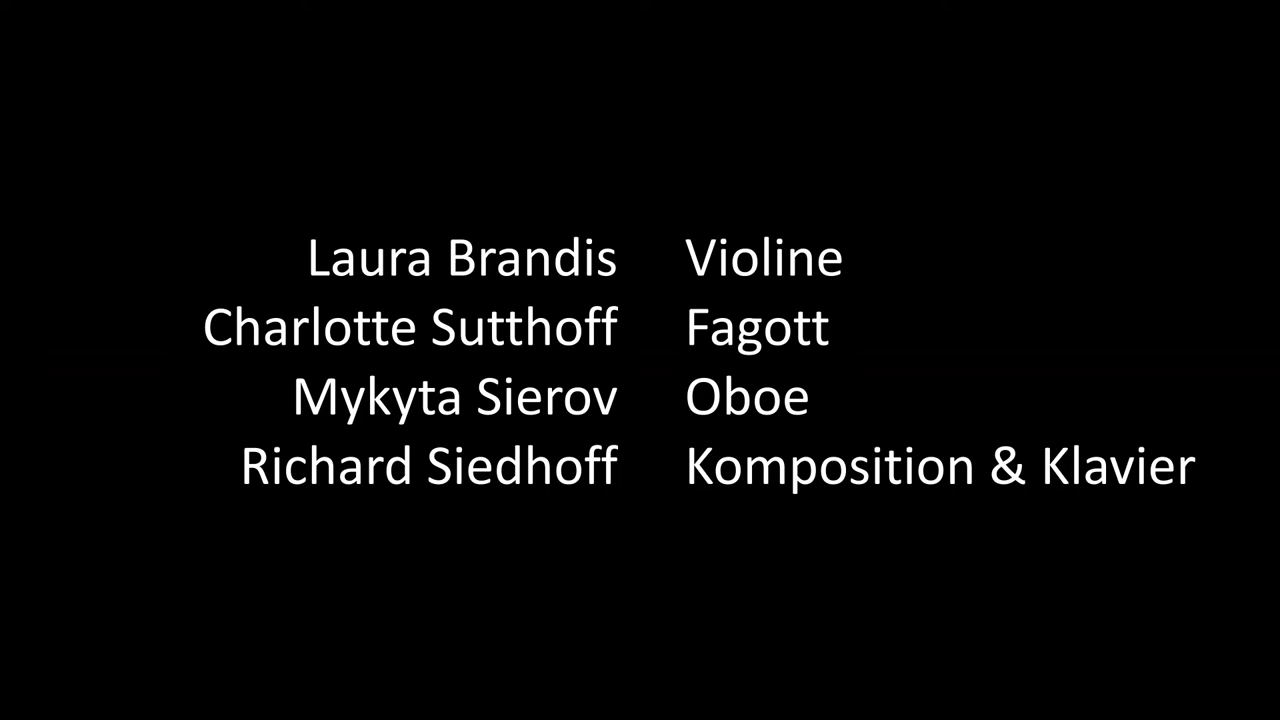 Laura Brandis Violine
Charlotte Sutthoff Fagott
Mykyta Sierov Oboe
Richard Siedhoff Komposition & Klavier